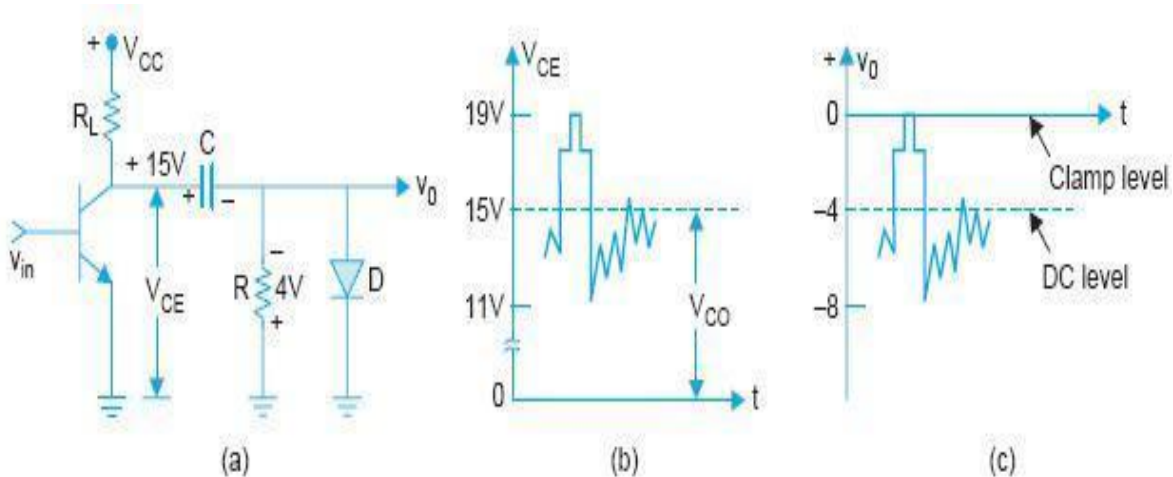 + V_CC
R_L
+ 15V C
+ −
v_0
v_in
V_CE
−
R 4V D
+
(a)
V_CE
19V
15V
11V
V_CO
0 t
(b)
+ v_0
0 t
Clamp level
−4
DC level
−8
(c)